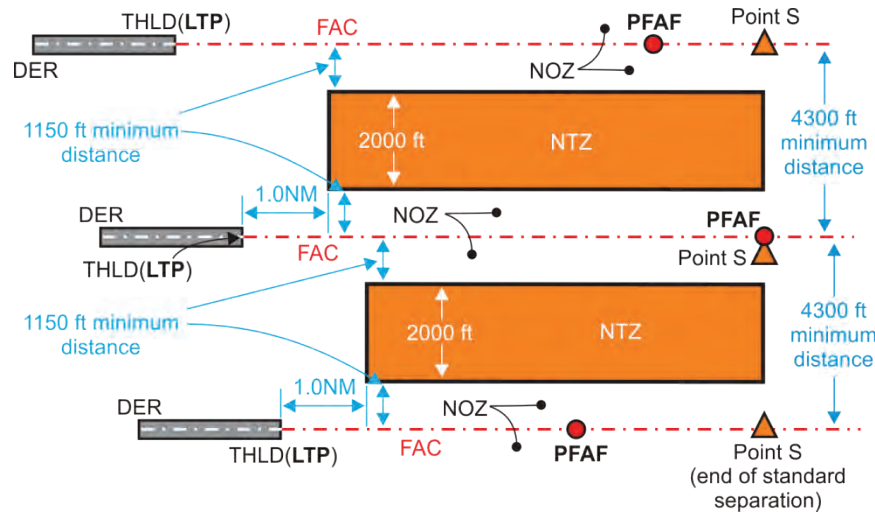 THLD(LTP)
FAC
PFAF
Point S
DER
NOZ
1150 ft minimum
distance
2000 ft
NTZ
4300 ft
minimum
distance
1.0NM
DER
NOZ
PFAF
FAC
THLD(LTP)
Point S
1150 ft minimum
distance
2000 ft
NTZ
4300 ft
minimum
distance
1.0NM
DER
NOZ
THLD(LTP)
FAC
PFAF
Point S
(end of standard
separation)